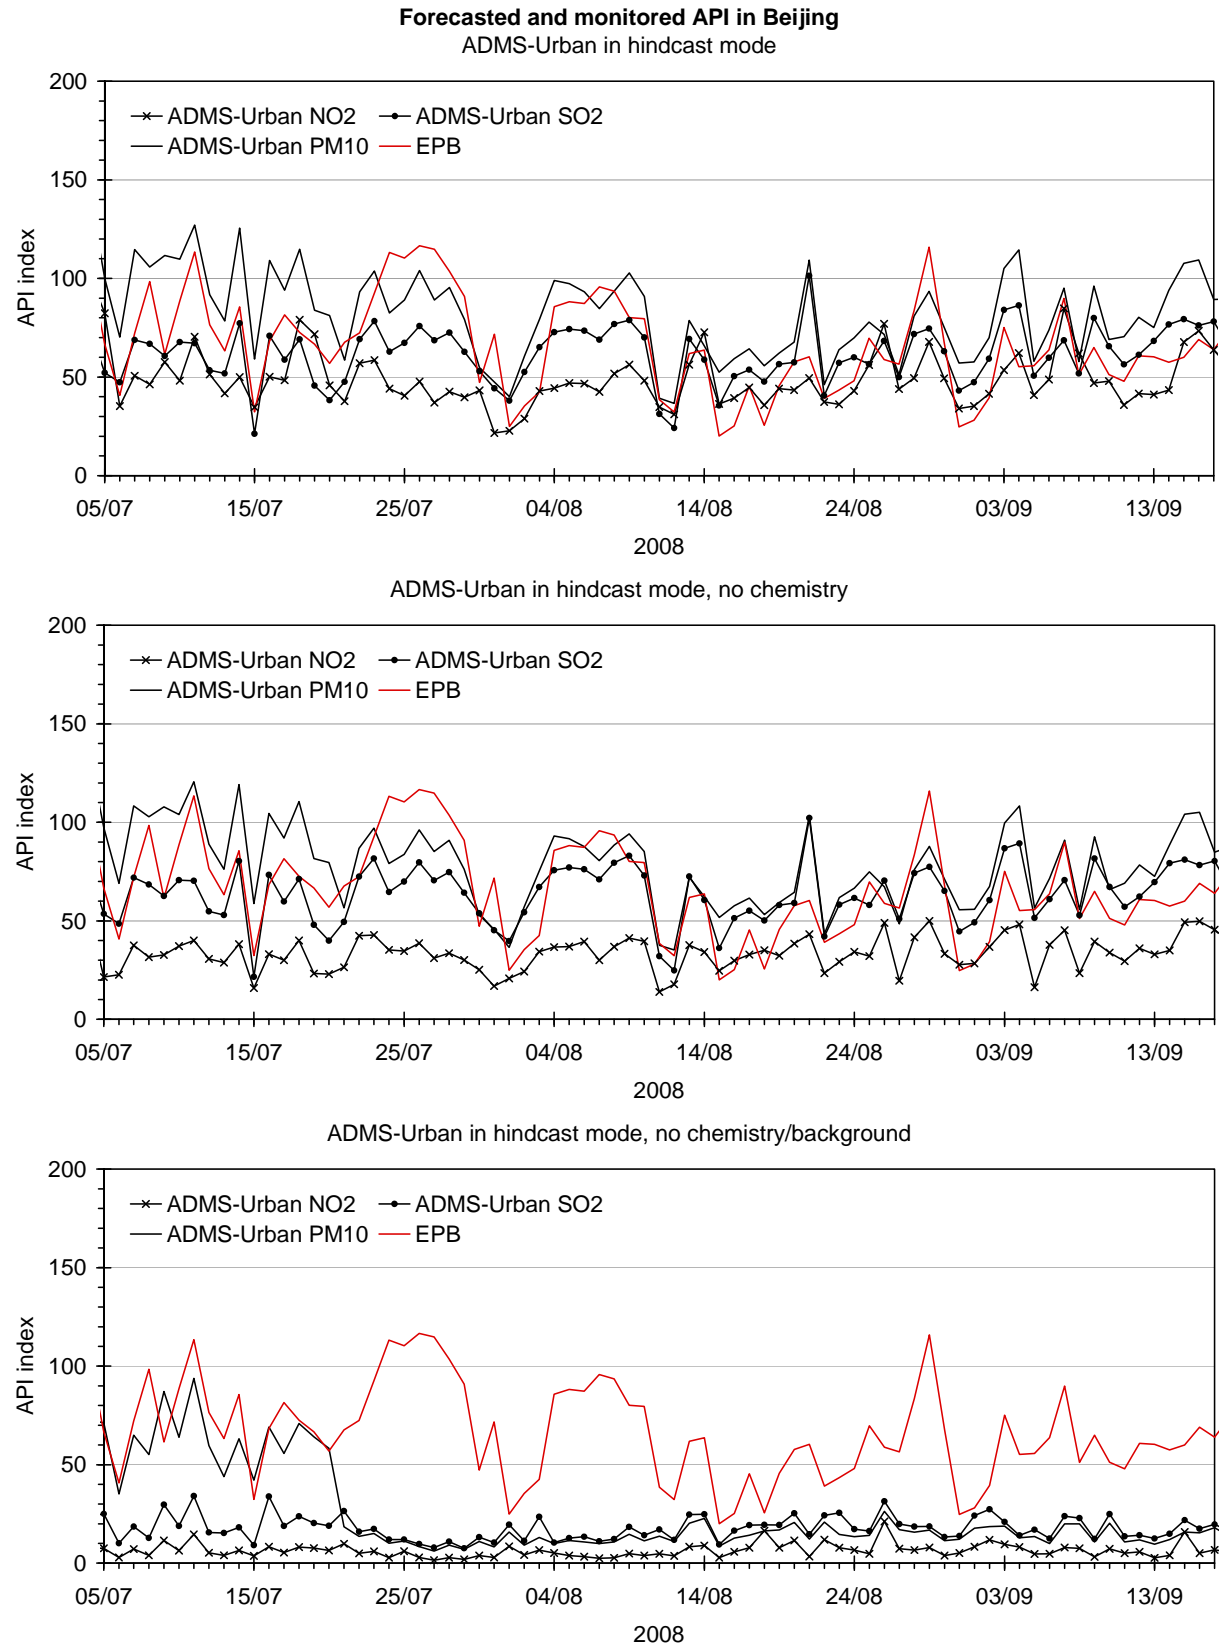 Forecasted and monitored API in Beijing
ADMS-Urban in hindcast mode
200
150
100
50
0
API index
ADMS-Urban NO2 ADMS-Urban SO2
ADMS-Urban PM10 EPB
05/07 15/07 25/07 04/08 14/08 24/08 03/09 13/09
2008
ADMS-Urban in hindcast mode, no chemistry
200
150
100
50
0
API index
ADMS-Urban NO2 ADMS-Urban SO2
ADMS-Urban PM10 EPB
05/07 15/07 25/07 04/08 14/08 24/08 03/09 13/09
2008
ADMS-Urban in hindcast mode, no chemistry/background
200
150
100
50
0
API index
ADMS-Urban NO2 ADMS-Urban SO2
ADMS-Urban PM10 EPB
05/07 15/07 25/07 04/08 14/08 24/08 03/09 13/09
2008